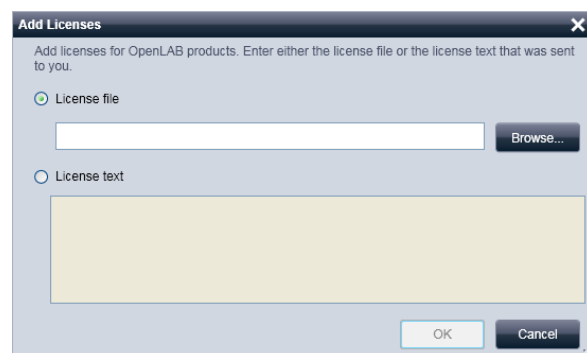 Add Licenses
Add licenses for OpenLAB products. Enter either the license file or the license text that was sent
to you.
License file
Browse...
License text
OK
Cancel